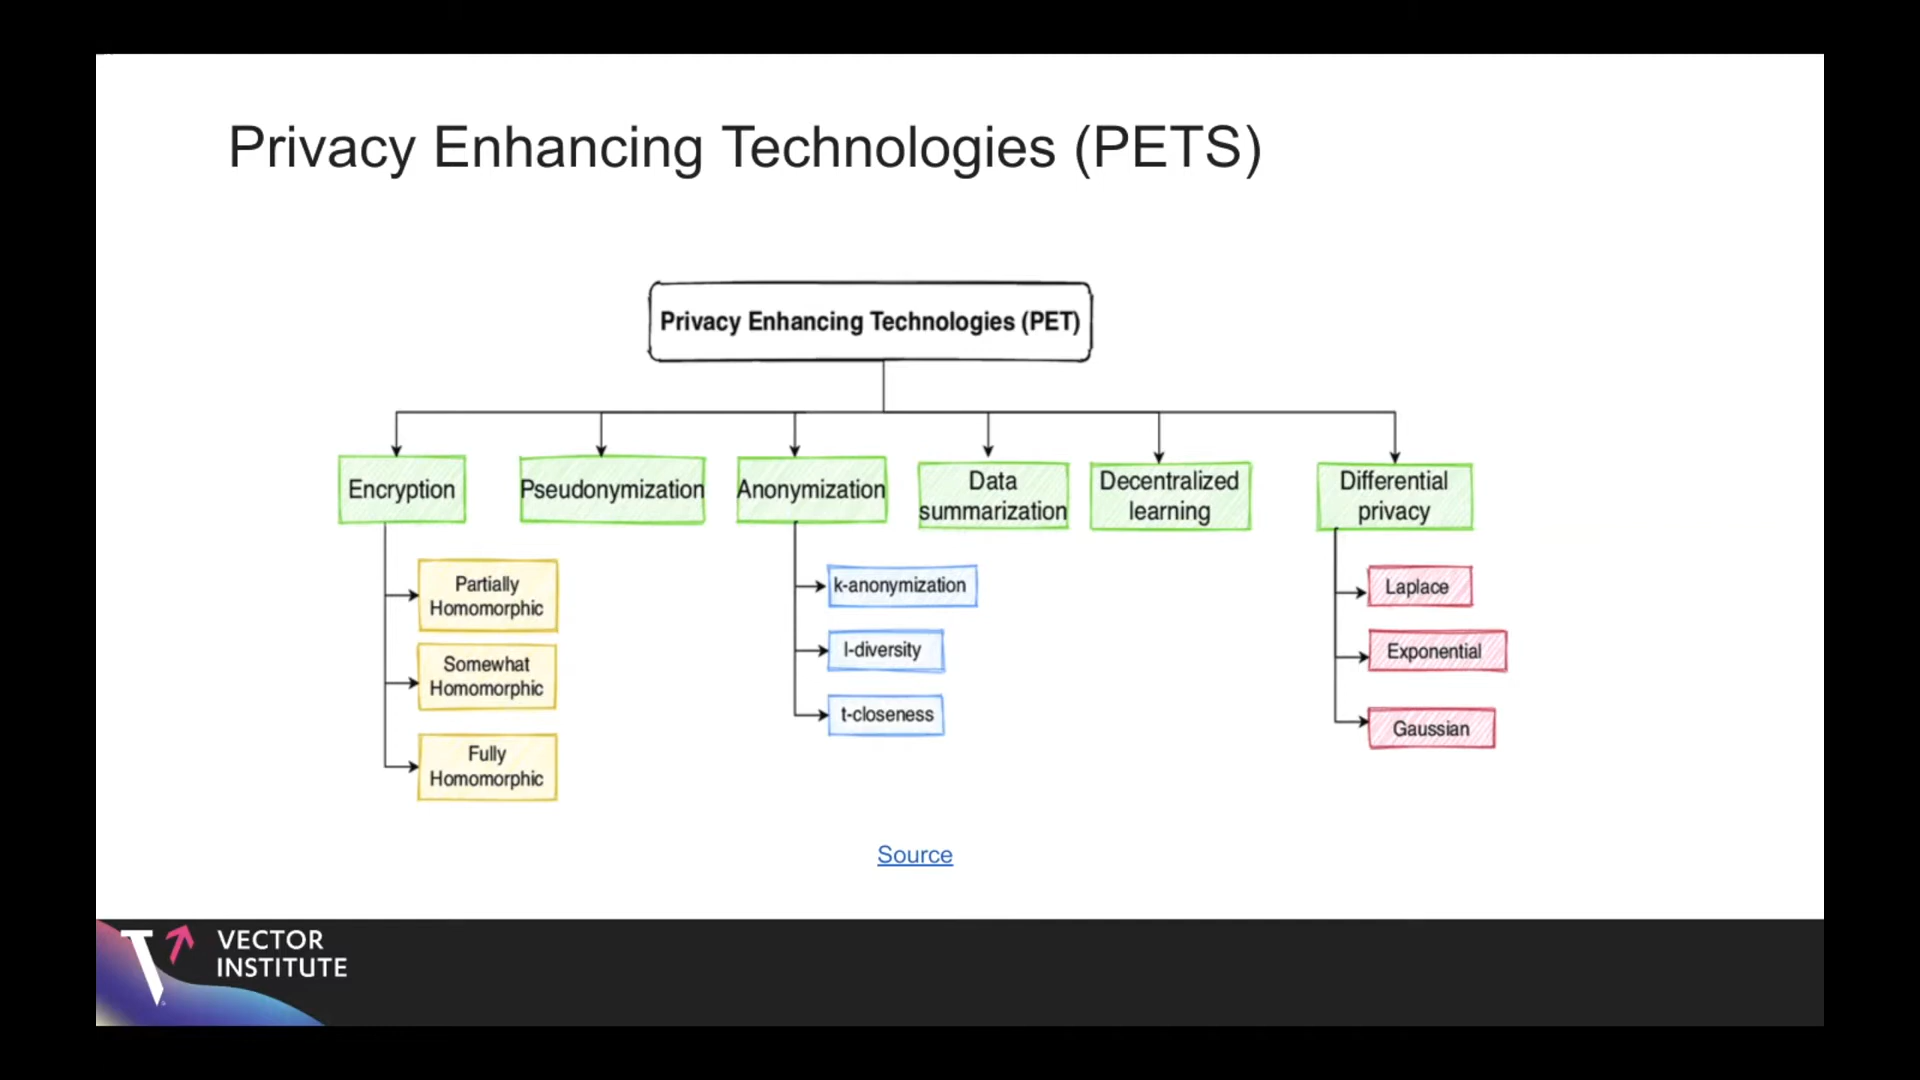 Privacy Enhancing Technologies (PETS)
Privacy Enhancing Technologies (PET)
Encryption
Pseudonymization
Anonymization
Data
summarization
Decentralized
learning
Differential
privacy
Partially
Homomorphic
Somewhat
Homomorphic
Fully
Homomorphic
k-anonymization
l-diversity
t-closeness
Laplace
Exponential
Gaussian
Source
VECTOR
INSTITUTE